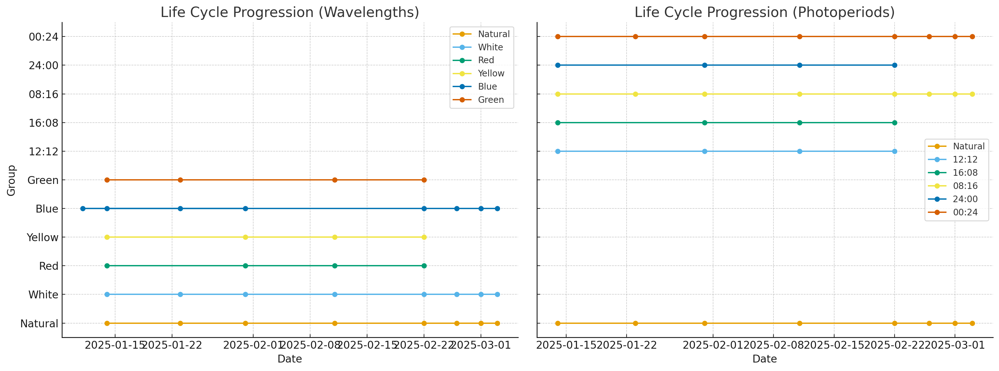 Life Cycle Progression (Wavelengths)
00:24
24:00
08:16
16:08
12:12
Green
Blue
Yellow
Red
White
Natural
Group
Natural
White
Red
Yellow
Blue
Green
2025-01-15
2025-01-22
2025-02-01
2025-02-08
2025-02-15
2025-02-22
2025-03-01
Date
Life Cycle Progression (Photoperiods)
Natural
12:12
16:08
08:16
24:00
00:24
2025-01-15
2025-01-22
2025-02-01
2025-02-08
2025-02-15
2025-02-22
2025-03-01
Date